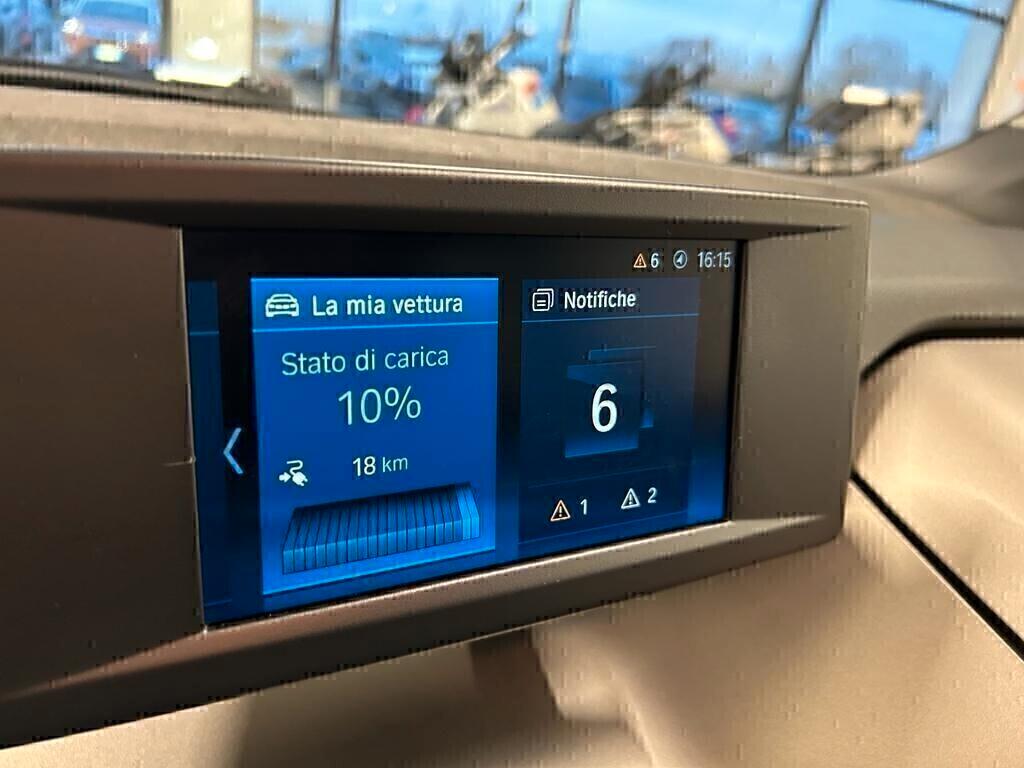 6 16:15
La mia vettura
Stato di carica
10%
18 km
Notifiche
6
1 2